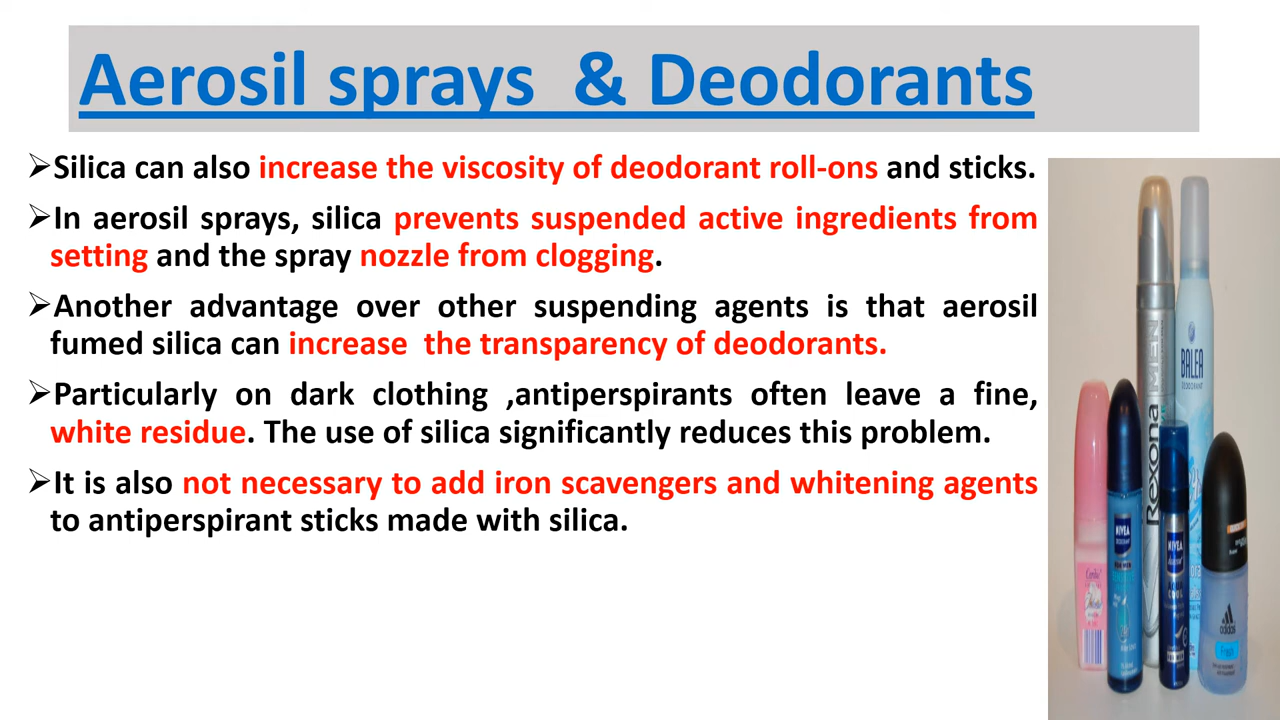 Aerosil sprays & Deodorants
➢Silica can also increase the viscosity of deodorant roll-ons and sticks.
➢In aerosil sprays, silica prevents suspended active ingredients from
setting and the spray nozzle from clogging.
➢Another advantage over other suspending agents is that aerosil
fumed silica can increase the transparency of deodorants.
➢Particularly on dark clothing ,antiperspirants often leave a fine,
white residue. The use of silica significantly reduces this problem.
➢It is also not necessary to add iron scavengers and whitening agents
to antiperspirant sticks made with silica.
Rexona MEN
BALEA
DEODORANT
NIVEA
NIVEA
AQUA
COOL
adidas